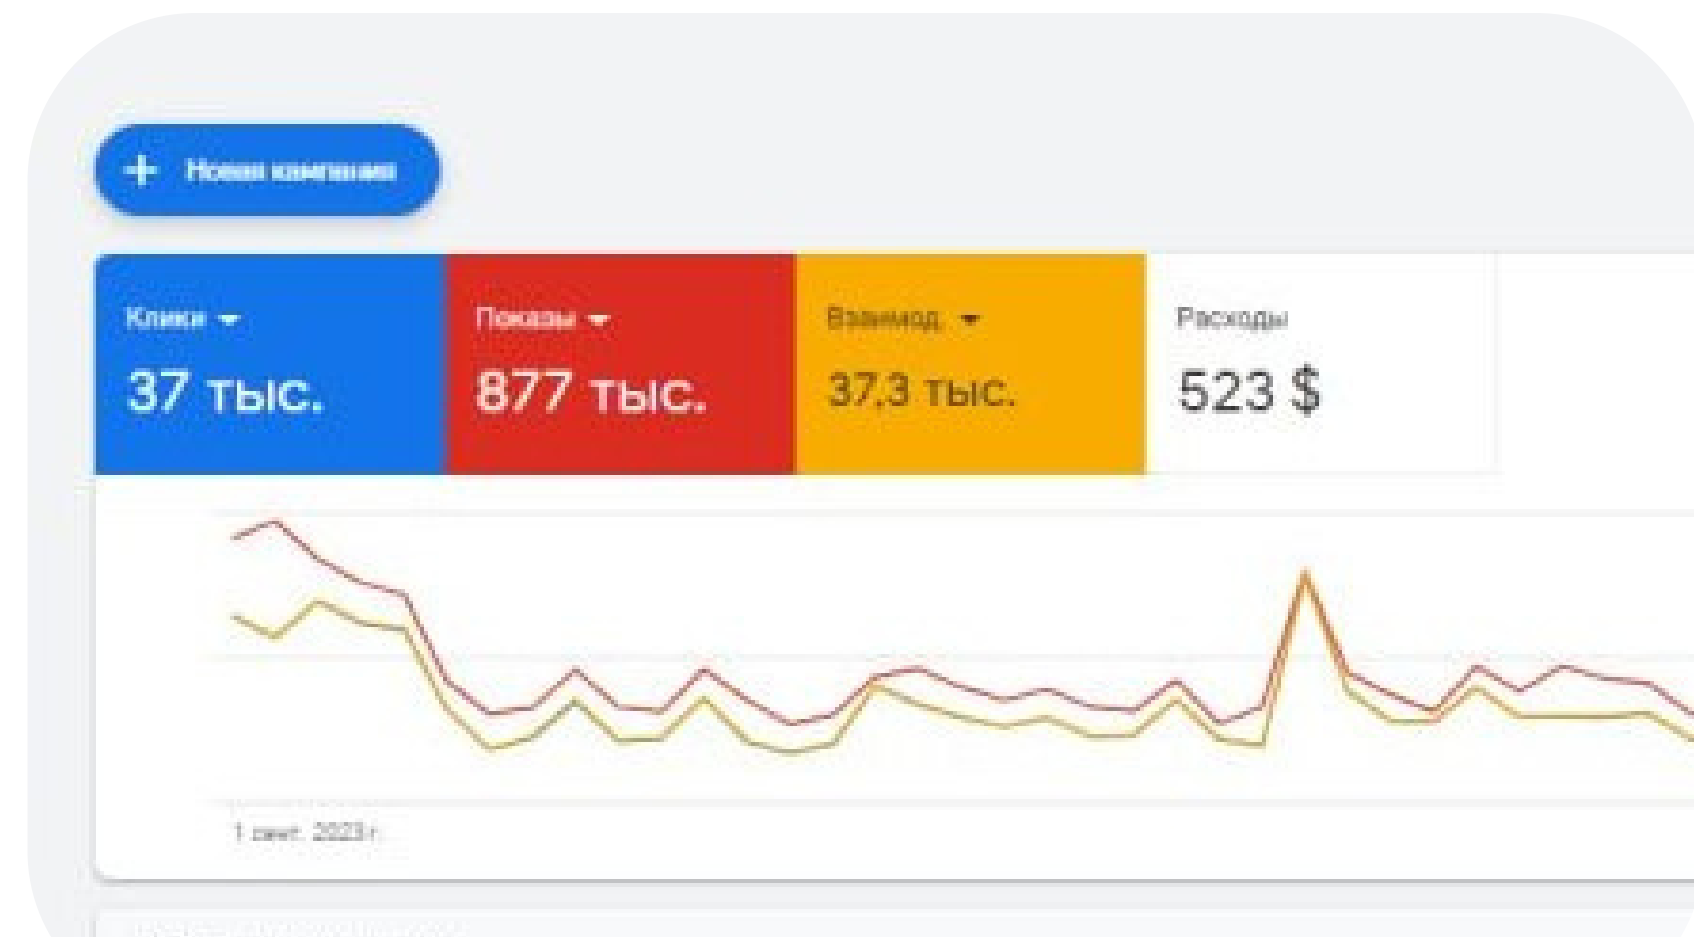 + Новая кампания
Клики
Показы
Взаимод.
Расходы
37 тыс.
877 тыс.
37,3 тыс.
523 $
1 сент. 2023 г.